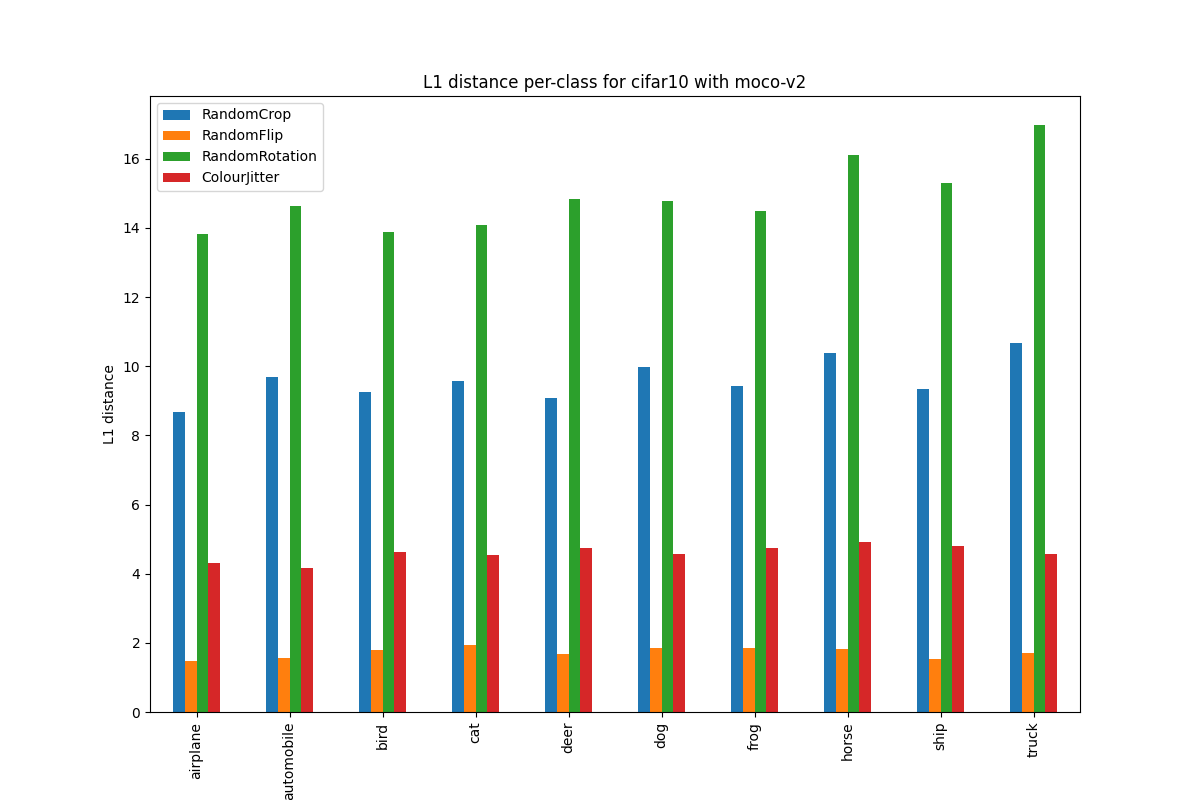 L1 distance per-class for cifar10 with moco-v2
RandomCrop
RandomFlip
RandomRotation
ColourJitter
L1 distance
16
14
12
10
8
6
4
2
0
airplane
automobile
bird
cat
deer
dog
frog
horse
ship
truck